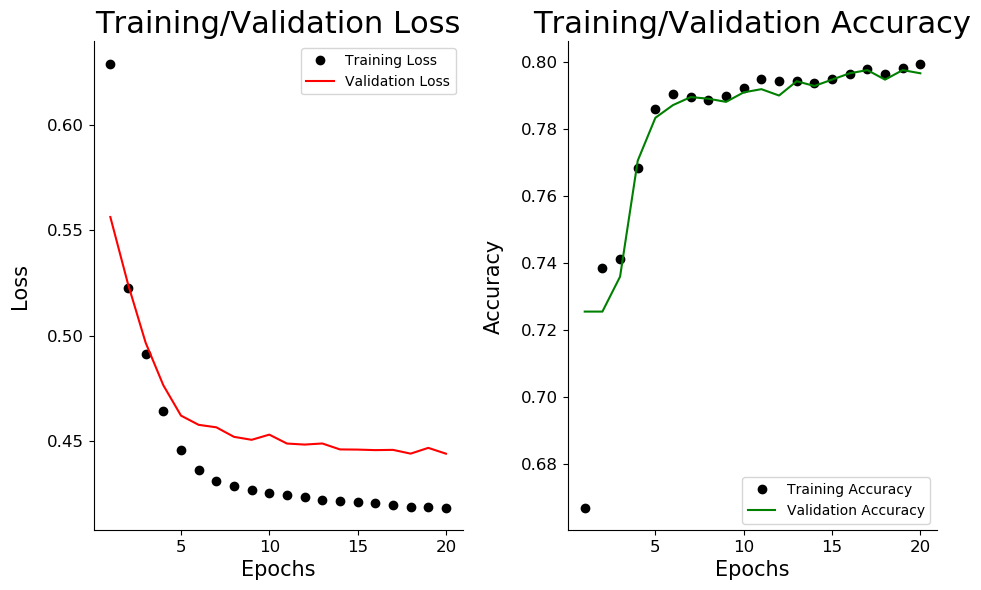 Training/Validation Loss
Training Loss
Validation Loss
0.60
0.55
0.50
0.45
Loss
5
10
15
20
Epochs
Training/Validation Accuracy
0.80
0.78
0.76
0.74
0.72
0.70
0.68
Accuracy
Training Accuracy
Validation Accuracy
5
10
15
20
Epochs